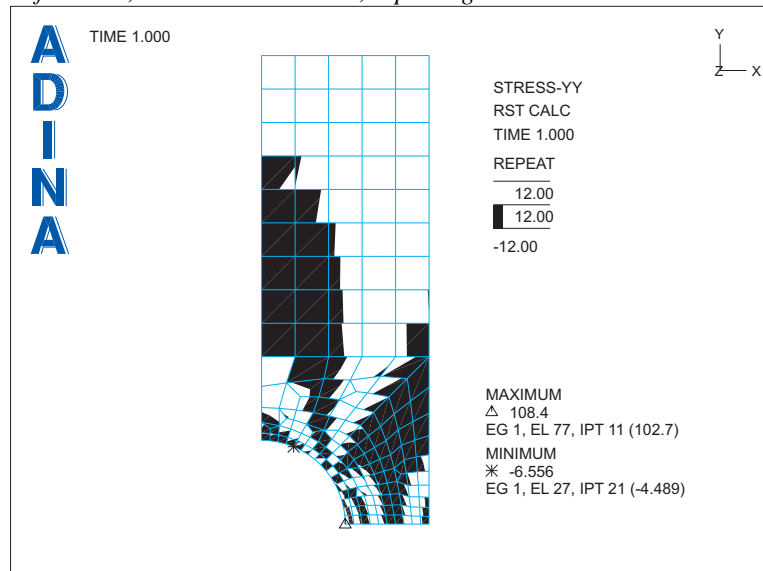 ADINA
TIME 1.000
Y
Z X
STRESS-YY
RST CALC
TIME 1.000
REPEAT
12.00
12.00
-12.00
MAXIMUM
108.4
EG 1, EL 77, IPT 11 (102.7)
MINIMUM
-6.556
EG 1, EL 27, IPT 21 (-4.489)